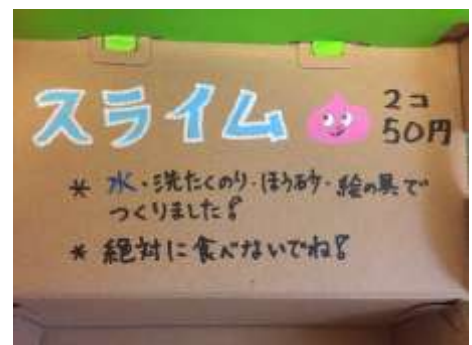 スライム
2コ
50円
* 水・洗たくのり・ほう砂・絵の具で
つくりました!
* 絶対に食べないでね!